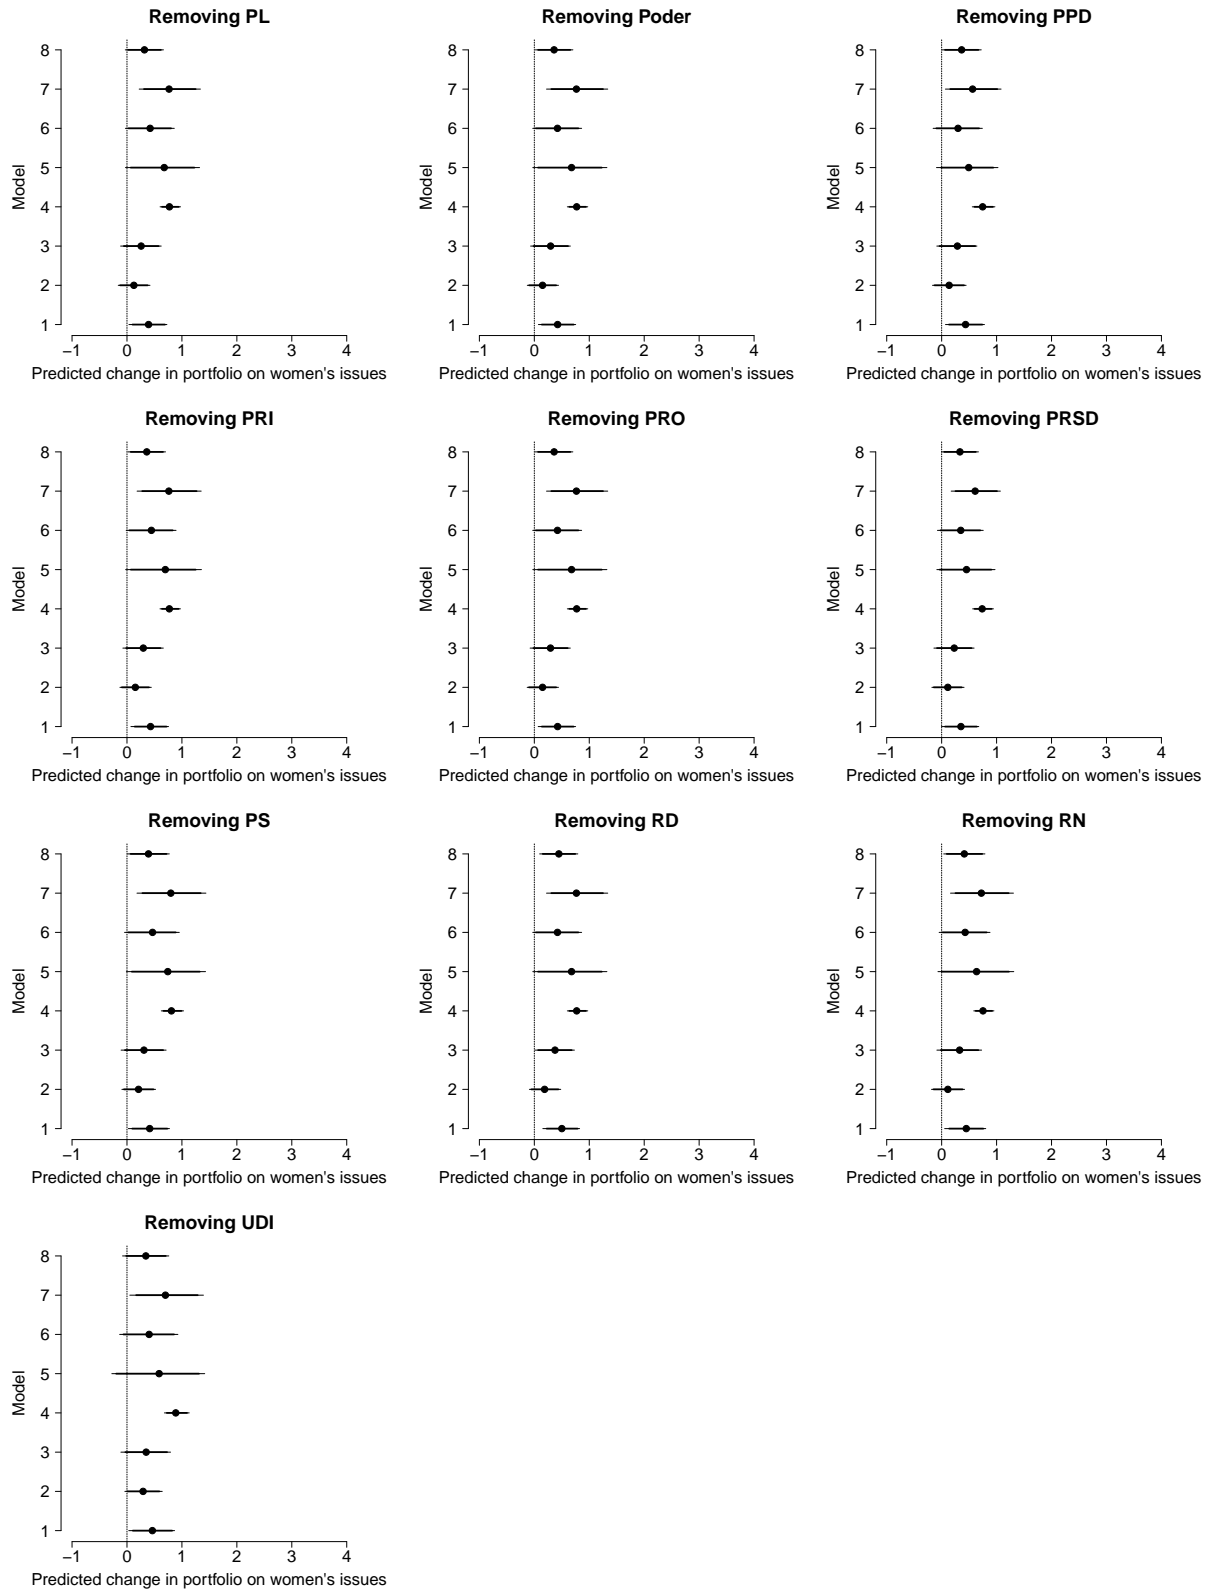 Removing PL
8
7
6
5
4
3
2
1
Model
−1 0 1 2 3 4
Predicted change in portfolio on women's issues
Removing Poder
8
7
6
5
4
3
2
1
Model
−1 0 1 2 3 4
Predicted change in portfolio on women's issues
Removing PPD
8
7
6
5
4
3
2
1
Model
−1 0 1 2 3 4
Predicted change in portfolio on women's issues
Removing PRI
8
7
6
5
4
3
2
1
Model
−1 0 1 2 3 4
Predicted change in portfolio on women's issues
Removing PRO
8
7
6
5
4
3
2
1
Model
−1 0 1 2 3 4
Predicted change in portfolio on women's issues
Removing PRSD
8
7
6
5
4
3
2
1
Model
−1 0 1 2 3 4
Predicted change in portfolio on women's issues
Removing PS
8
7
6
5
4
3
2
1
Model
−1 0 1 2 3 4
Predicted change in portfolio on women's issues
Removing RD
8
7
6
5
4
3
2
1
Model
−1 0 1 2 3 4
Predicted change in portfolio on women's issues
Removing RN
8
7
6
5
4
3
2
1
Model
−1 0 1 2 3 4
Predicted change in portfolio on women's issues
Removing UDI
8
7
6
5
4
3
2
1
Model
−1 0 1 2 3 4
Predicted change in portfolio on women's issues